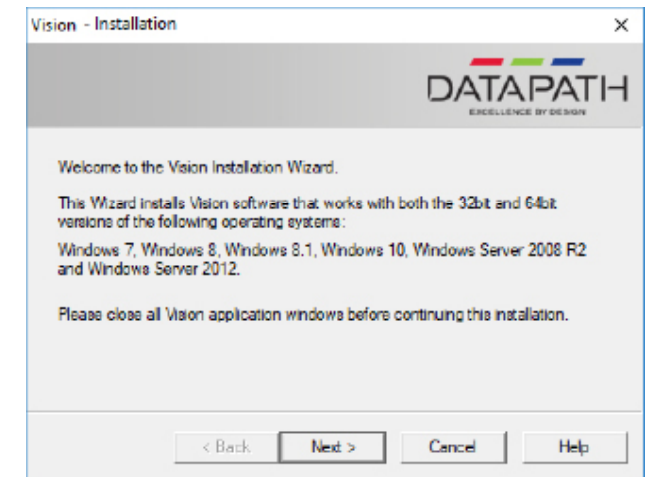 Vision - Installation
DATAPATH
EXCELLENCE BY DESIGN
Welcome to the Vision Installation Wizard.
This Wizard installs Vision software that works with both the 32bit and 64bit
versions of the following operating systems:
Windows 7, Windows 8, Windows 8.1, Windows 10, Windows Server 2008 R2
and Windows Server 2012.
Please close all Vision application windows before continuing this installation.
< Back
Next >
Cancel
Help